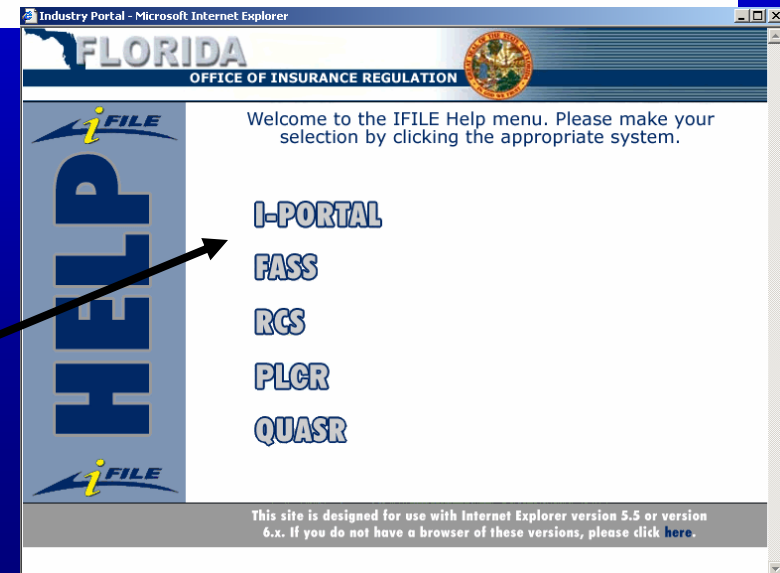 Industry Portal - Microsoft Internet Explorer
FLORIDA
OFFICE OF INSURANCE REGULATION
iFILE
Welcome to the IFILE Help menu. Please make your
selection by clicking the appropriate system.
HELP
I-PORTAL
FASS
RCS
PLCR
QUASR
iFILE
This site is designed for use with Internet Explorer version 5.5 or version
6.x. If you do not have a browser of these versions, please click here.